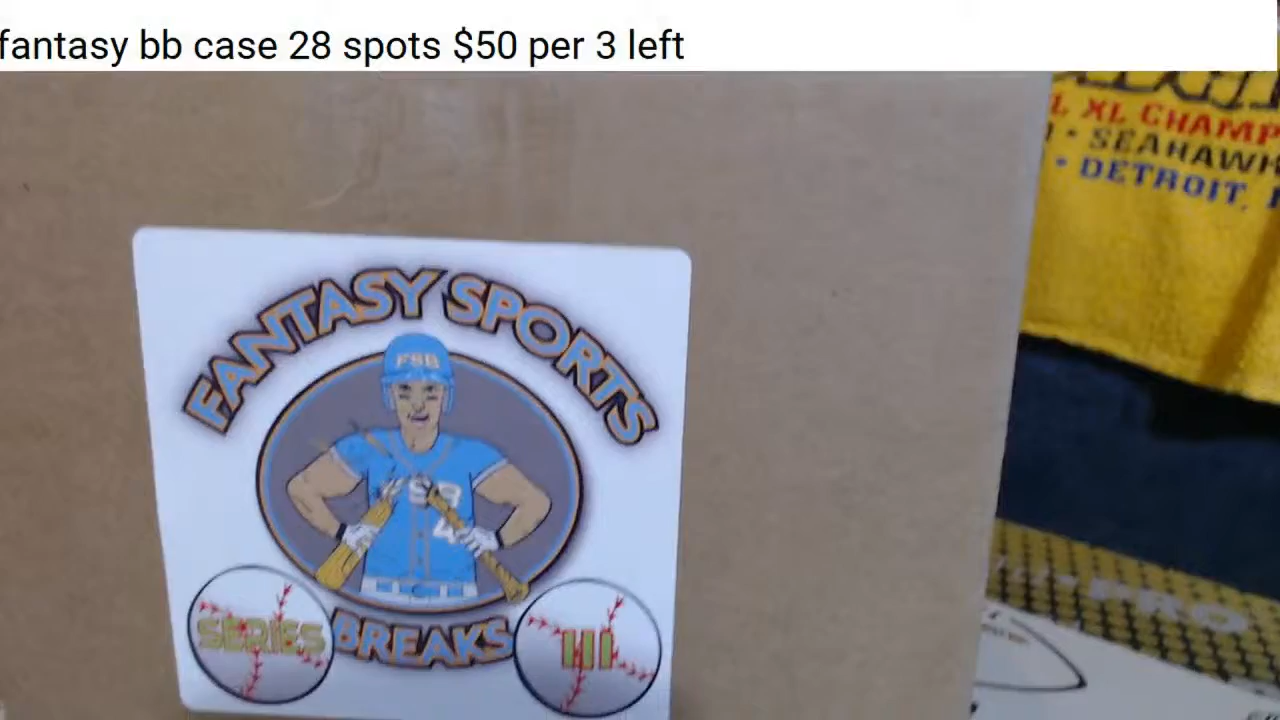 fantasy bb case 28 spots $50 per 3 left
L XL CHAMP
• SEAHAWK
• DETROIT,
FANTASY SPORTS
FSB
SERIES
BREAKS
III
PRO